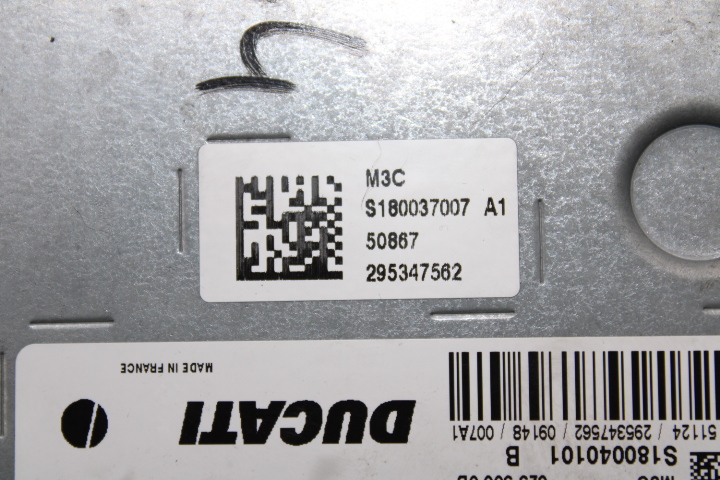 M3C
S180037007 A1
50867
295347562
MADE IN FRANCE
DUCATI
51124 / 295347562 / 09148 / 007A1
S180040101 B